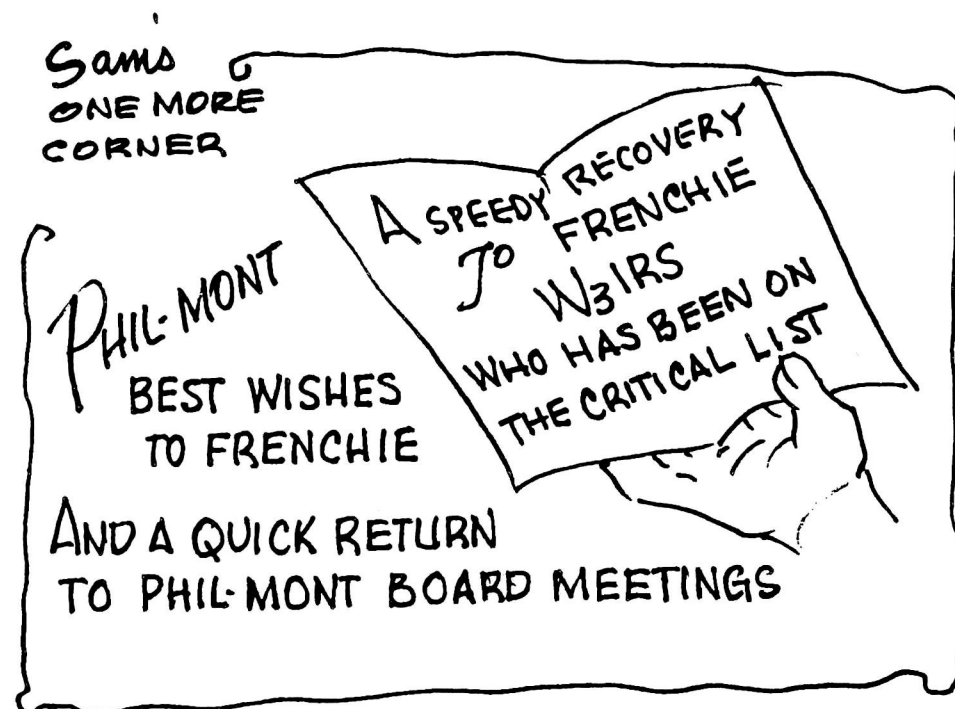 Sam's
ONE MORE
CORNER
A SPEEDY RECOVERY
TO FRENCHIE
W3IRS
WHO HAS BEEN ON
THE CRITICAL LIST
PHIL-MONT
BEST WISHES
TO FRENCHIE
AND A QUICK RETURN
TO PHIL-MONT BOARD MEETINGS